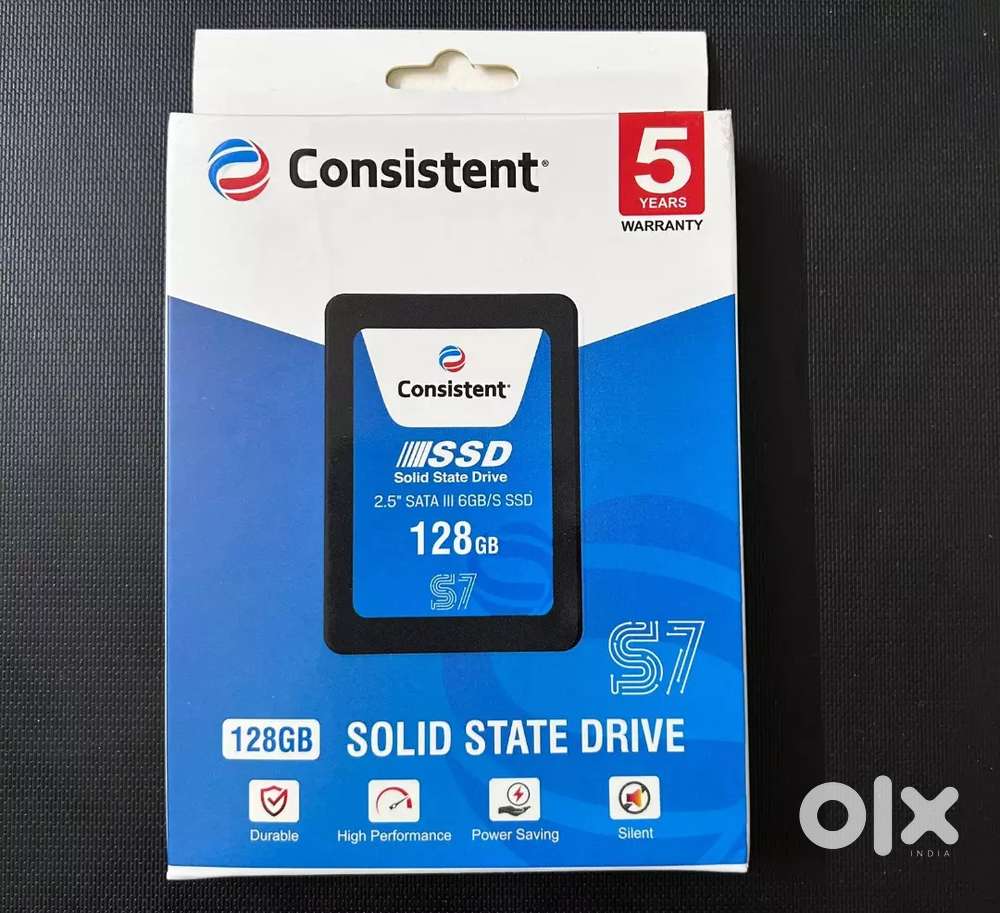 Consistent®
5
YEARS
WARRANTY
Consistent
SSD
Solid State Drive
2.5" SATA III 6GB/S SSD
128GB
S7
S7
128GB SOLID STATE DRIVE
Durable High Performance Power Saving Silent
olx
INDIA